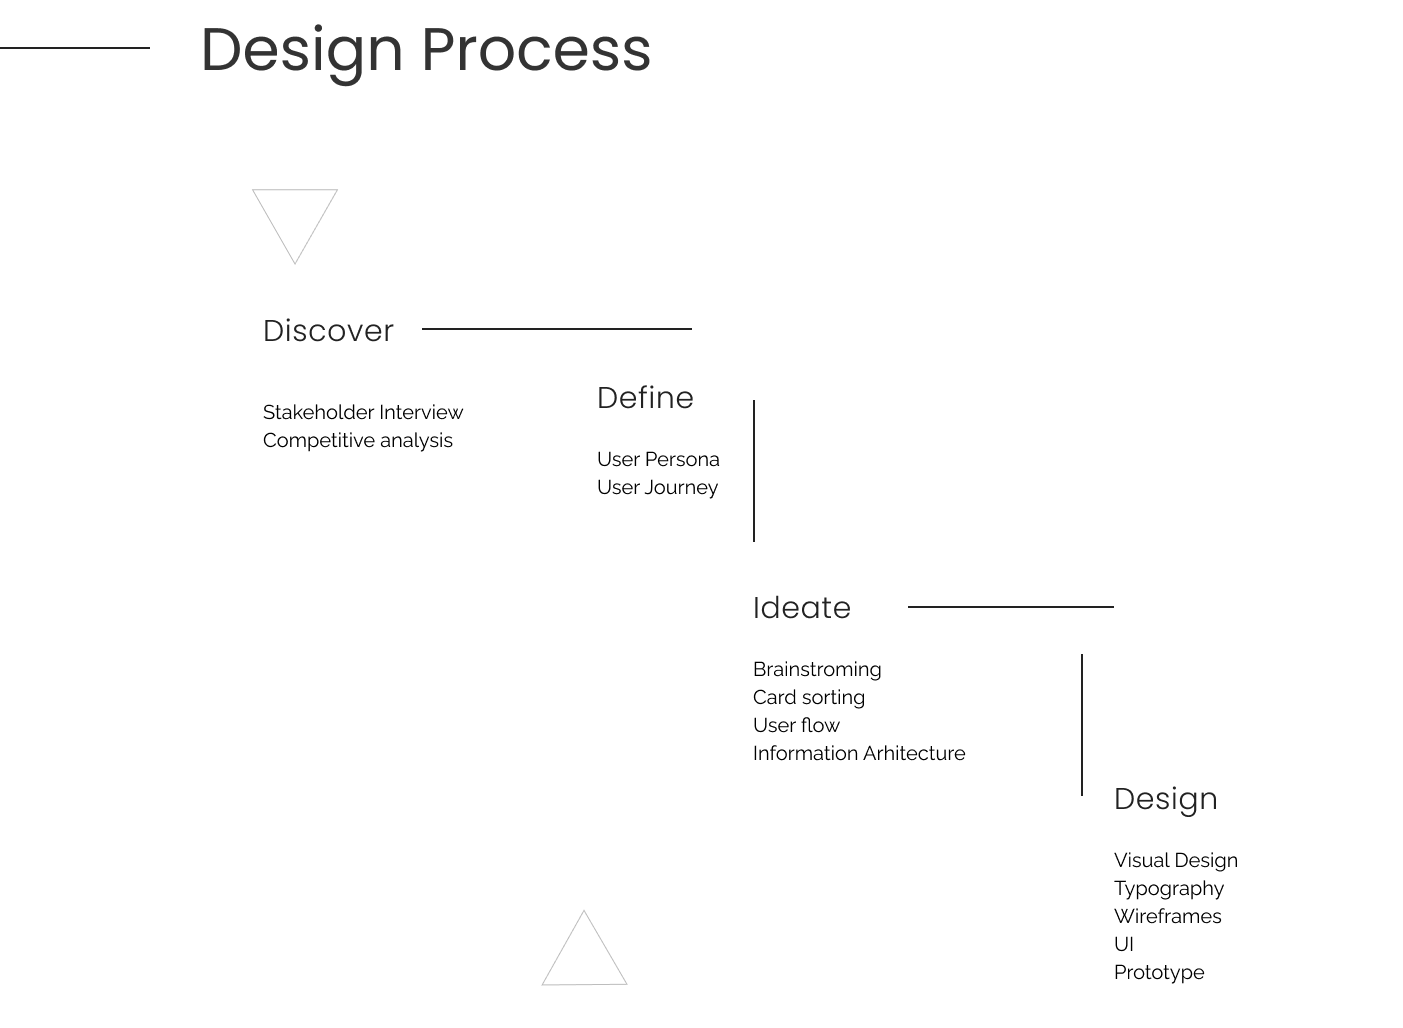 Design Process
Discover
Stakeholder Interview
Competitive analysis
Define
User Persona
User Journey
Ideate
Brainstroming
Card sorting
User flow
Information Arhitecture
Design
Visual Design
Typography
Wireframes
UI
Prototype